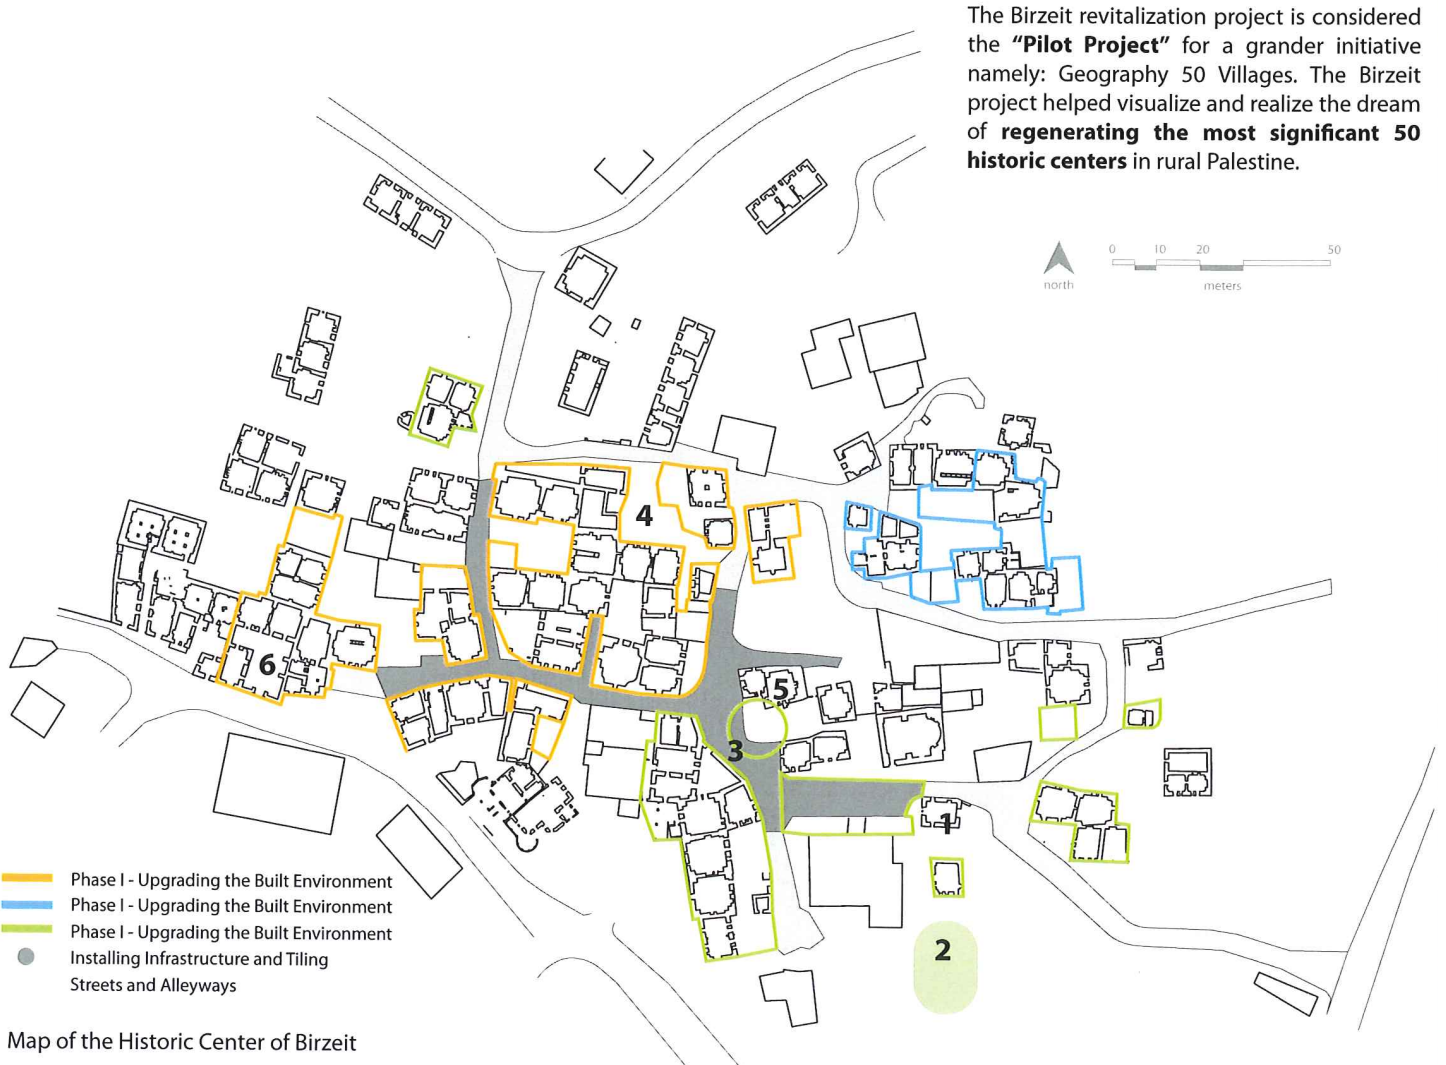 The Birzeit revitalization project is considered
the “Pilot Project” for a grander initiative
namely: Geography 50 Villages. The Birzeit
project helped visualize and realize the dream
of regenerating the most significant 50
historic centers in rural Palestine.
0 10 20 50
north
meters
4
6
5
3
1
2
Phase I - Upgrading the Built Environment
Phase I - Upgrading the Built Environment
Phase I - Upgrading the Built Environment
Installing Infrastructure and Tiling
Streets and Alleyways
Map of the Historic Center of Birzeit